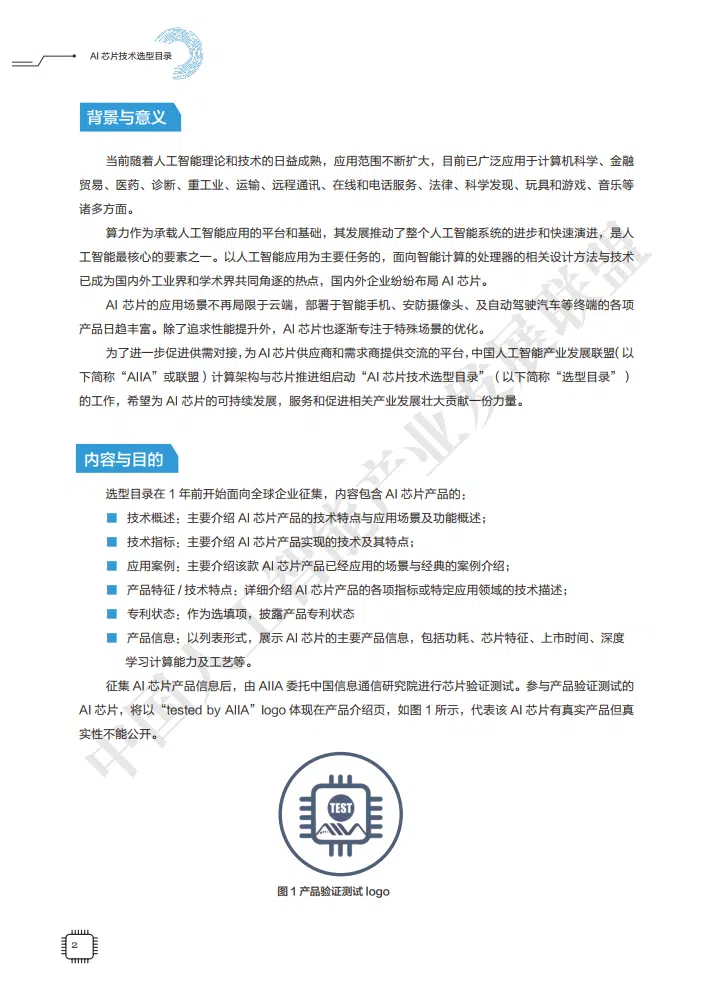 AI 芯片技术选型目录
背景与意义
当前随着人工智能理论和技术的日益成熟，应用范围不断扩大，目前已广泛应用于计算机科学、金融
贸易、医药、诊断、重工业、运输、远程通讯、在线和电话服务、法律、科学发现、玩具和游戏、音乐等
诸多方面。
算力作为承载人工智能应用的平台和基础，其发展推动了整个人工智能系统的进步和快速演进，是人
工智能最核心的要素之一。以人工智能应用为主要任务的，面向智能计算的处理器的相关设计方法与技术
已成为国内外工业界和学术界共同角逐的热点，国内外企业纷纷布局 AI 芯片。
AI 芯片的应用场景不再局限于云端，部署于智能手机、安防摄像头、及自动驾驶汽车等终端的各项
产品日趋丰富。除了追求性能提升外，AI 芯片也逐渐专注于特殊场景的优化。
为了进一步促进供需对接，为 AI 芯片供应商和需求商提供交流的平台，中国人工智能产业发展联盟（以
下简称“AIIA”或联盟）计算架构与芯片推进组启动“AI 芯片技术选型目录”（以下简称“选型目录”）
的工作，希望为 AI 芯片的可持续发展，服务和促进相关产业发展壮大贡献一份力量。
内容与目的
选型目录在 1 年前开始面向全球企业征集，内容包含 AI 芯片产品的：
■ 技术概述：主要介绍 AI 芯片产品的技术特点与应用场景及功能概述；
■ 技术指标：主要介绍 AI 芯片产品实现的技术及其特点；
■ 应用案例：主要介绍该款 AI 芯片产品已经应用的场景与经典的案例介绍；
■ 产品特征 / 技术特点：详细介绍 AI 芯片产品的各项指标或特定应用领域的技术描述；
■ 专利状态：作为选填项，披露产品专利状态
■ 产品信息：以列表形式，展示 AI 芯片的主要产品信息，包括功耗、芯片特征、上市时间、深度
学习计算能力及工艺等。
征集 AI 芯片产品信息后，由 AIIA 委托中国信息通信研究院进行芯片验证测试。参与产品验证测试的
AI 芯片，将以“tested by AIIA”logo 体现在产品介绍页，如图 1 所示，代表该 AI 芯片有真实产品但真
实性不能公开。
中国人工智能产业发展联盟
TEST
AIIA
图 1 产品验证测试 logo
2